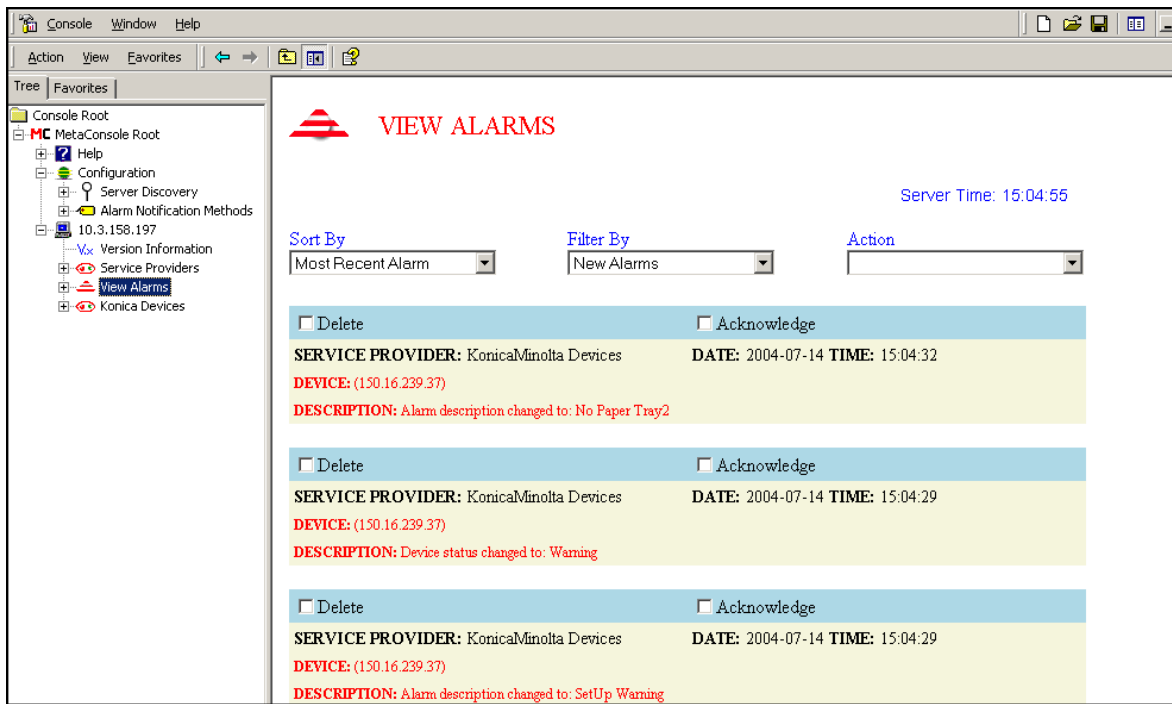 Console Window Help
Action View Favorites
Tree Favorites
Console Root
MC MetaConsole Root
? Help
Configuration
Server Discovery
Alarm Notification Methods
10.3.158.197
Vx Version Information
Service Providers
View Alarms
Konica Devices
VIEW ALARMS
Server Time: 15:04:55
Sort By Filter By Action
Most Recent Alarm New Alarms
Delete Acknowledge
SERVICE PROVIDER: KonicaMinolta Devices DATE: 2004-07-14 TIME: 15:04:32
DEVICE: (150.16.239.37)
DESCRIPTION: Alarm description changed to: No Paper Tray2
Delete Acknowledge
SERVICE PROVIDER: KonicaMinolta Devices DATE: 2004-07-14 TIME: 15:04:29
DEVICE: (150.16.239.37)
DESCRIPTION: Device status changed to: Warning
Delete Acknowledge
SERVICE PROVIDER: KonicaMinolta Devices DATE: 2004-07-14 TIME: 15:04:29
DEVICE: (150.16.239.37)
DESCRIPTION: Alarm description changed to: SetUp Warning